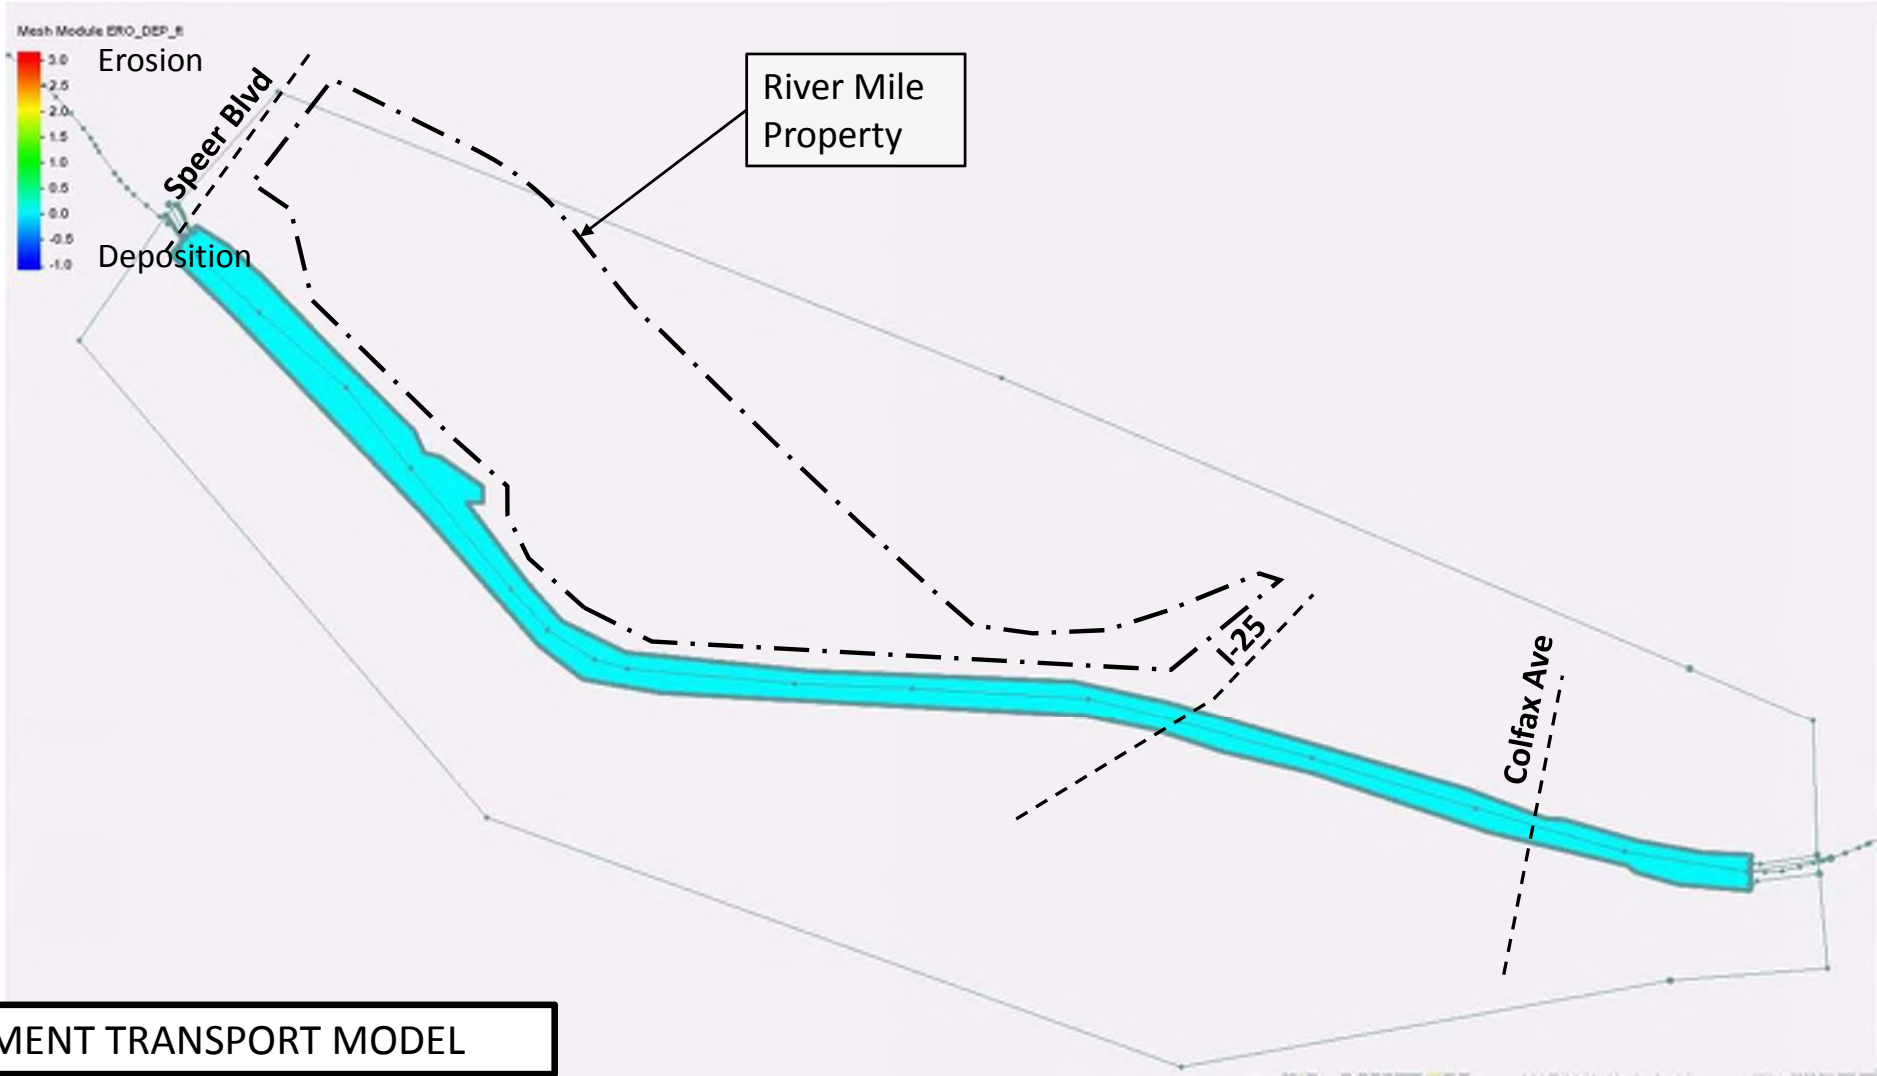 Mesh Module ERO_DEP_ft
3.0
2.5
2.0
1.5
1.0
0.5
0.0
-0.5
-1.0
Erosion
Deposition
Speer Blvd
River Mile
Property
I-25
Colfax Ave
MENT TRANSPORT MODEL